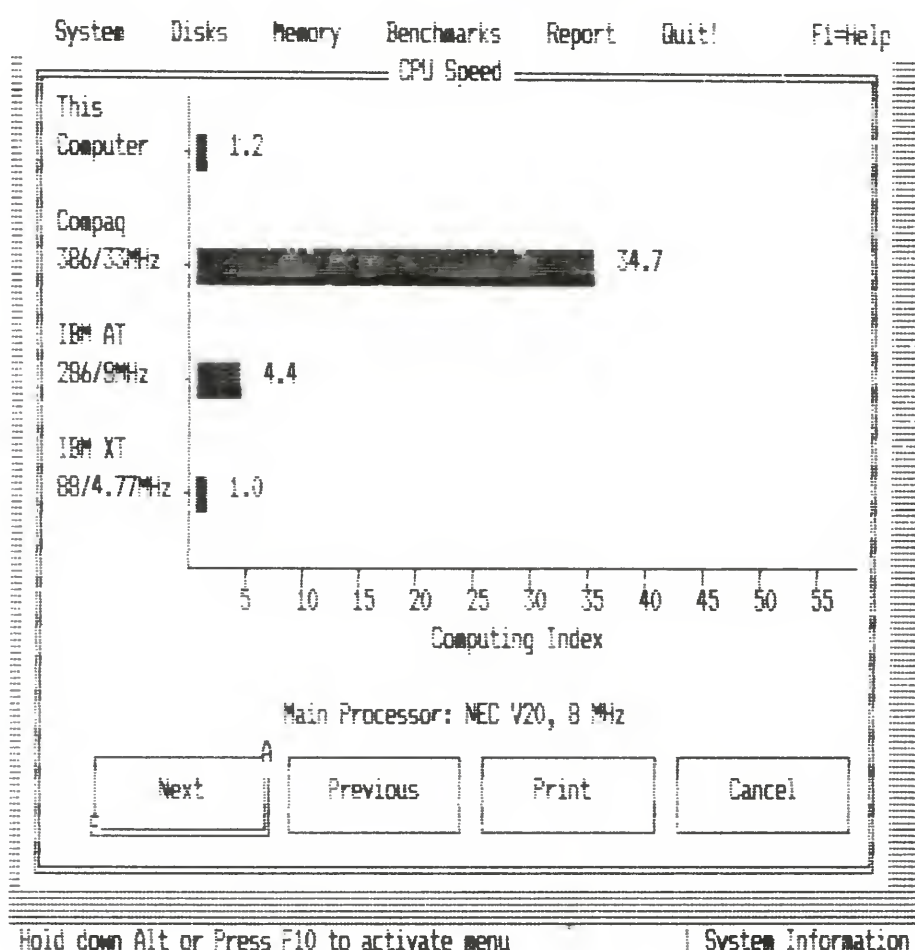 System Disks Memory Benchmarks Report Quit! F1=Help
CPU Speed
This
Computer 1.2
Compaq
386/33MHz 34.7
IBM AT
286/8MHz 4.4
IBM XT
88/4.77MHz 1.0
5 10 15 20 25 30 35 40 45 50 55
Computing Index
Main Processor: NEC V20, 8 MHz
A
Next Previous Print Cancel
Hold down Alt or Press F10 to activate menu | System Information